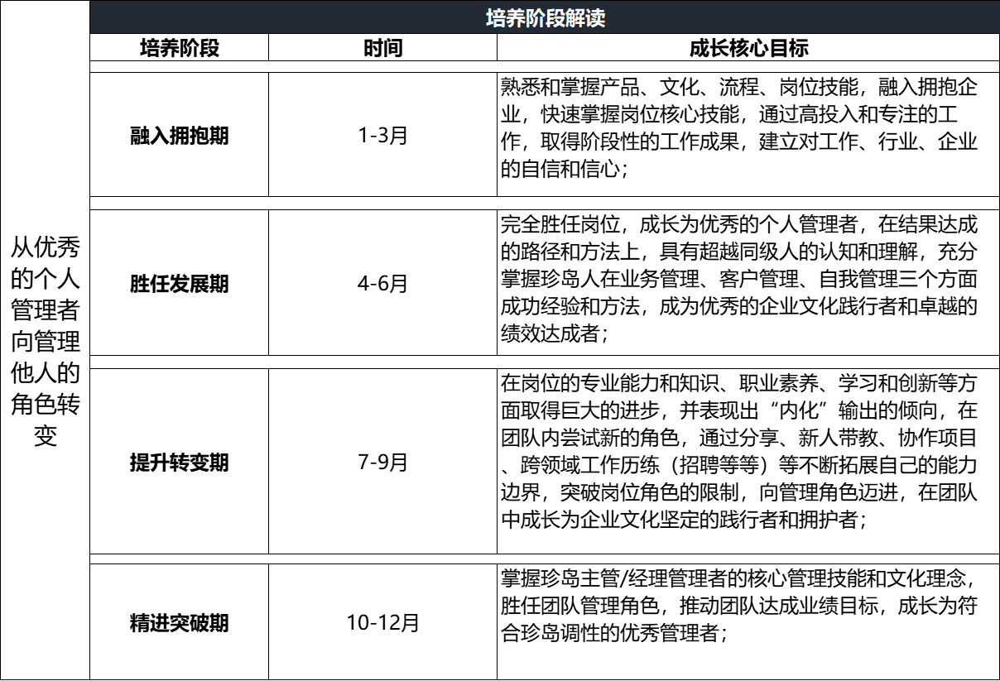 培养阶段解读
培养阶段
时间
成长核心目标
从优秀
的个人
管理者
向管理
他人的
角色转
变
融入拥抱期
1-3月
熟悉和掌握产品、文化、流程、岗位技能，融入拥抱企
业，快速掌握岗位核心技能，通过高投入和专注的工
作，取得阶段性的工作成果，建立对工作、行业、企业
的自信和信心；
胜任发展期
4-6月
完全胜任岗位，成长为优秀的个人管理者，在结果达成
的路径和方法上，具有超越同级人的认知和理解，充分
掌握珍岛人在业务管理、客户管理、自我管理三个方面
成功经验和方法，成为优秀的企业文化践行者和卓越的
绩效达成者；
提升转变期
7-9月
在岗位的专业能力和知识、职业素养、学习和创新等方
面取得巨大的进步，并表现出“内化”输出的倾向，在
团队内尝试新的角色，通过分享、新人带教、协作项目
、跨领域工作历练（招聘等等）等不断拓展自己的能力
边界，突破岗位角色的限制，向管理角色迈进，在团队
中成长为企业文化坚定的践行者和拥护者；
精进突破期
10-12月
掌握珍岛主管/经理管理者的核心管理技能和文化理念，
胜任团队管理角色，推动团队达成业绩目标，成长为符
合珍岛调性的优秀管理者；